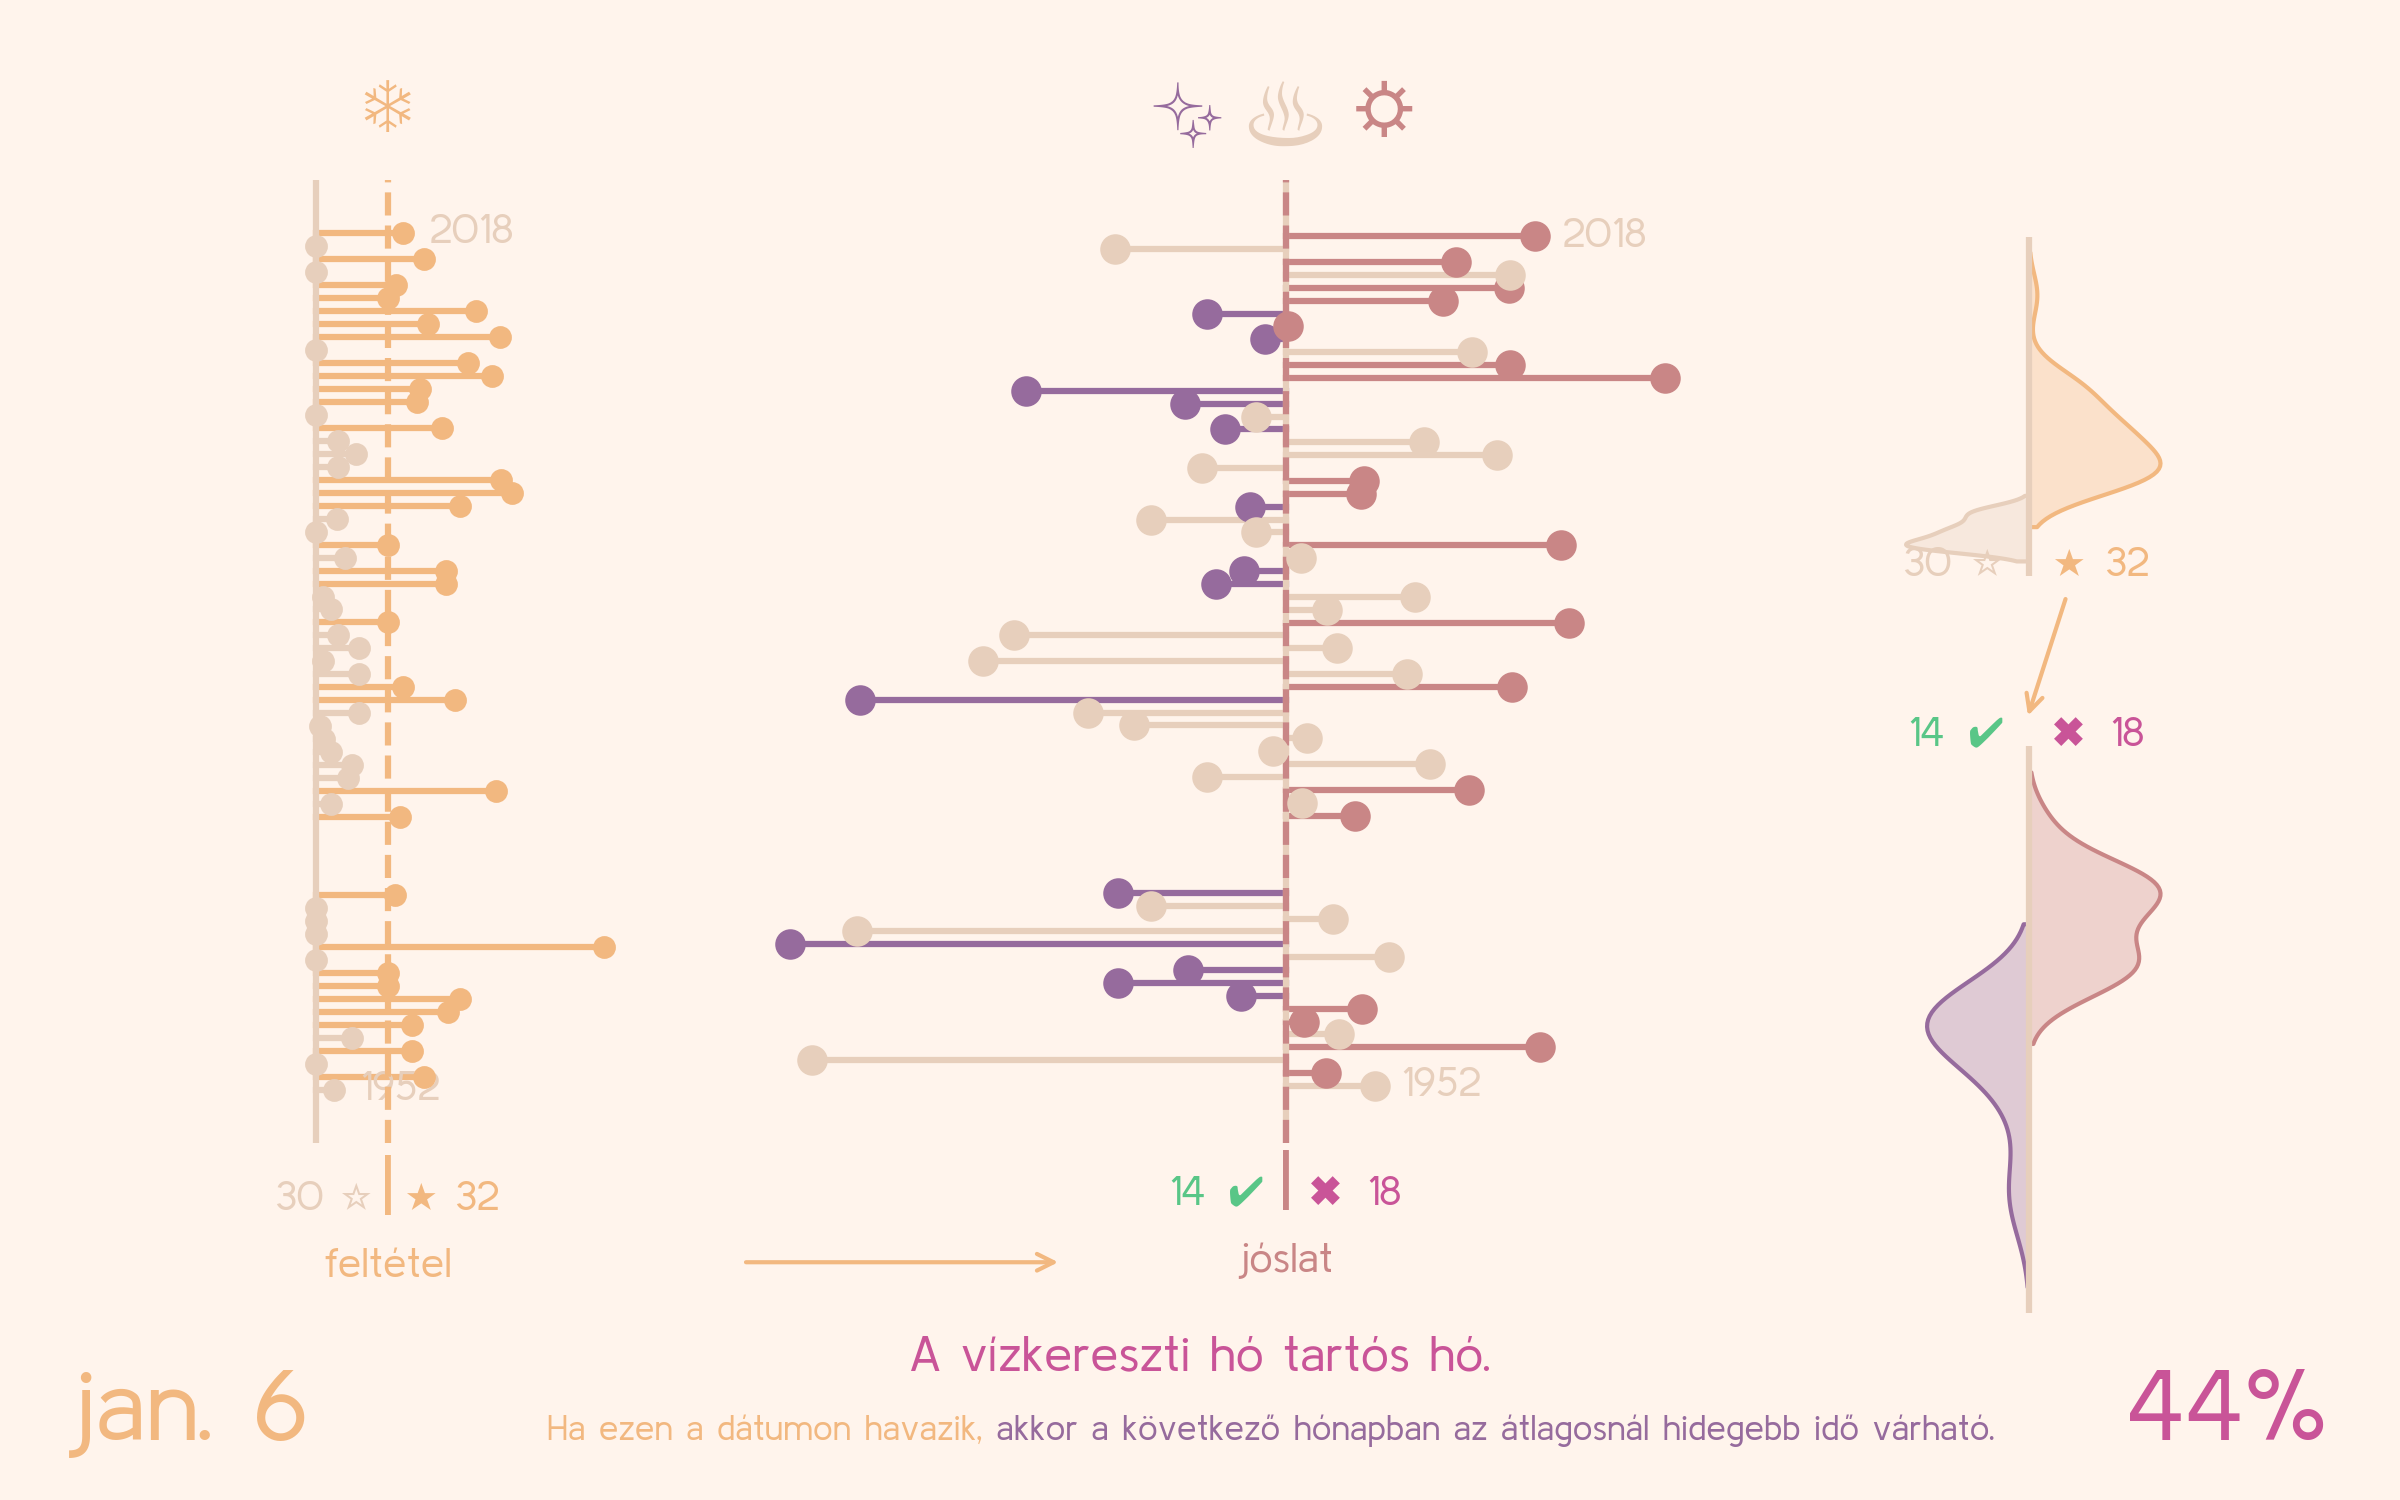 2018
2018
1952
1952
30 ☆ ★ 32
14 ✔ ✖ 18
30 ☆ ★ 32
14 ✔ ✖ 18
feltétel
jóslat
A vízkereszti hó tartós hó.
jan. 6
Ha ezen a dátumon havazik, akkor a következő hónapban az átlagosnál hidegebb idő várható.
44%